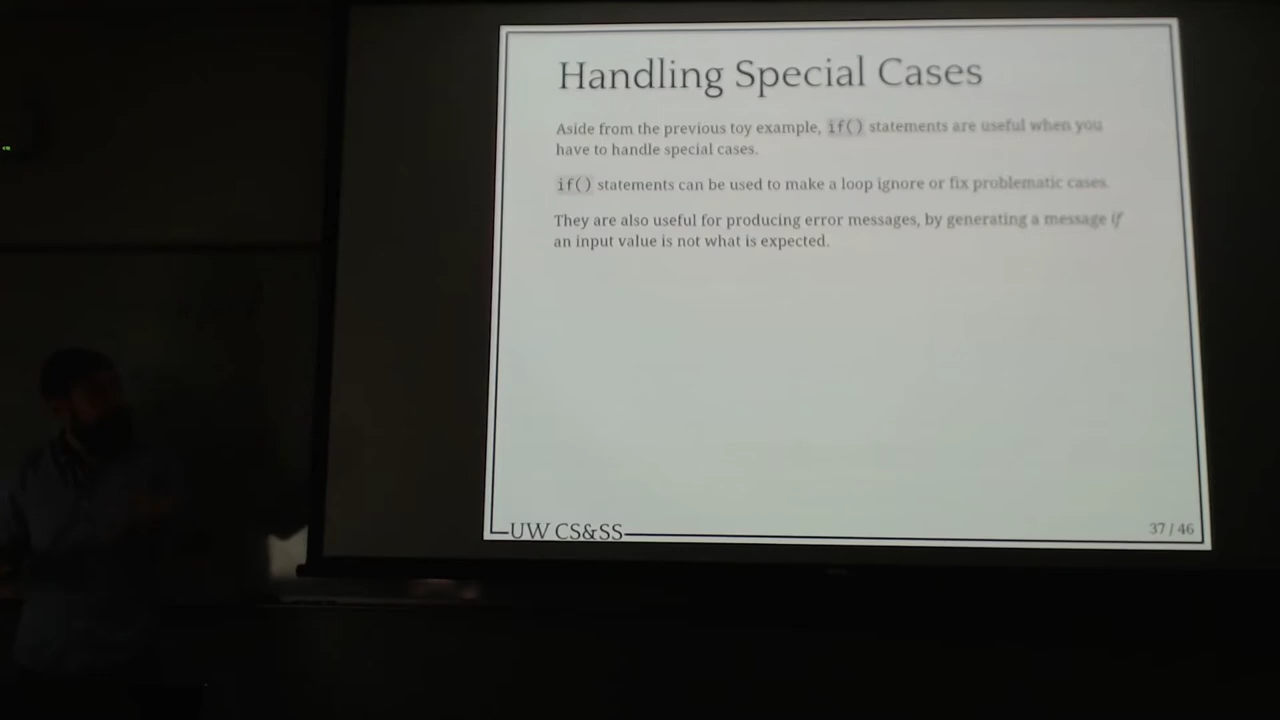 Handling Special Cases
Aside from the previous toy example, if() statements are useful when you
have to handle special cases.
if() statements can be used to make a loop ignore or fix problematic cases.
They are also useful for producing error messages, by generating a message if
an input value is not what is expected.
UW CS&SS
37 / 46